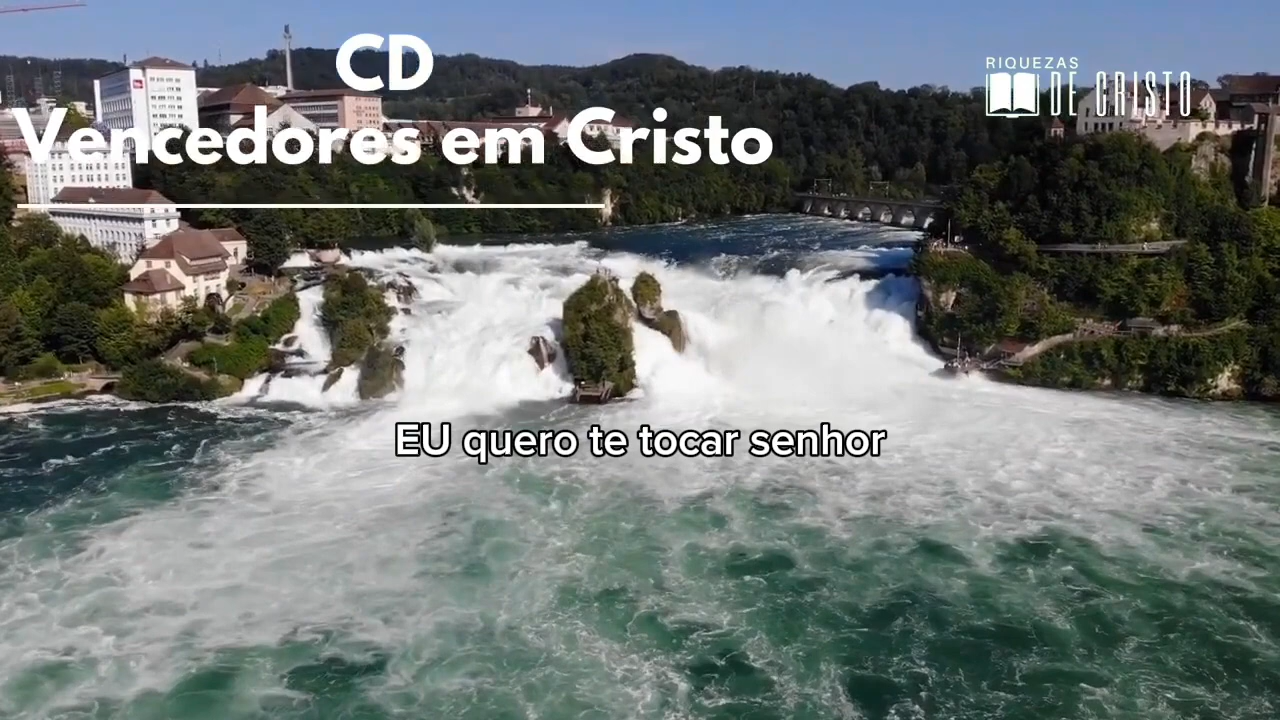 CD
Vencedores em Cristo
RIQUEZAS
DE CRISTO
EU quero te tocar senhor